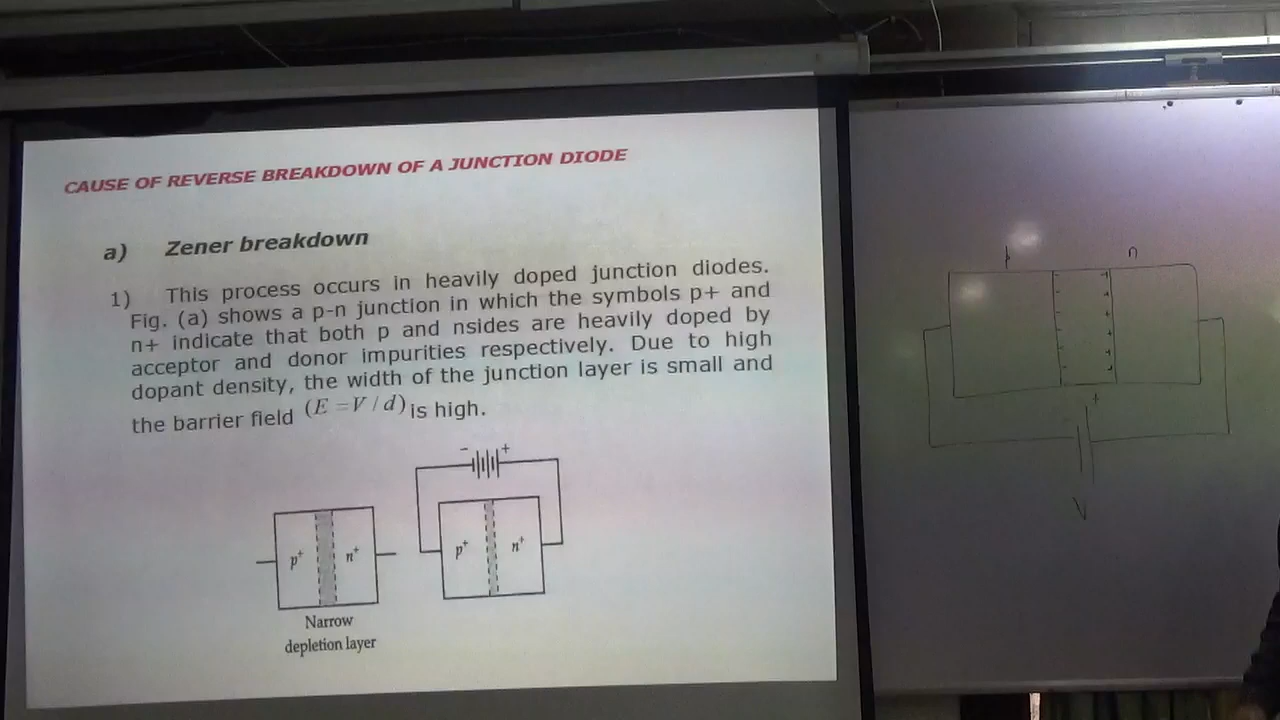 CAUSE OF REVERSE BREAKDOWN OF A JUNCTION DIODE
a) Zener breakdown
1) This process occurs in heavily doped junction diodes.
Fig. (a) shows a p-n junction in which the symbols p+ and
n+ indicate that both p and nsides are heavily doped by
acceptor and donor impurities respectively. Due to high
dopant density, the width of the junction layer is small and
the barrier field (E =V / d) is high.
- +
p+ n+
p+ n+
Narrow
depletion layer
p n
+
V